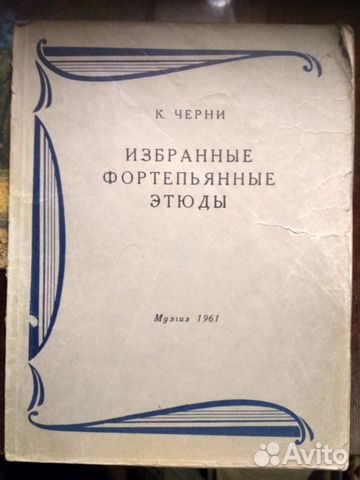 К. ЧЕРНИ
ИЗБРАННЫЕ
ФОРТЕПЬЯННЫЕ
ЭТЮДЫ
Музгиз 1961
Avito